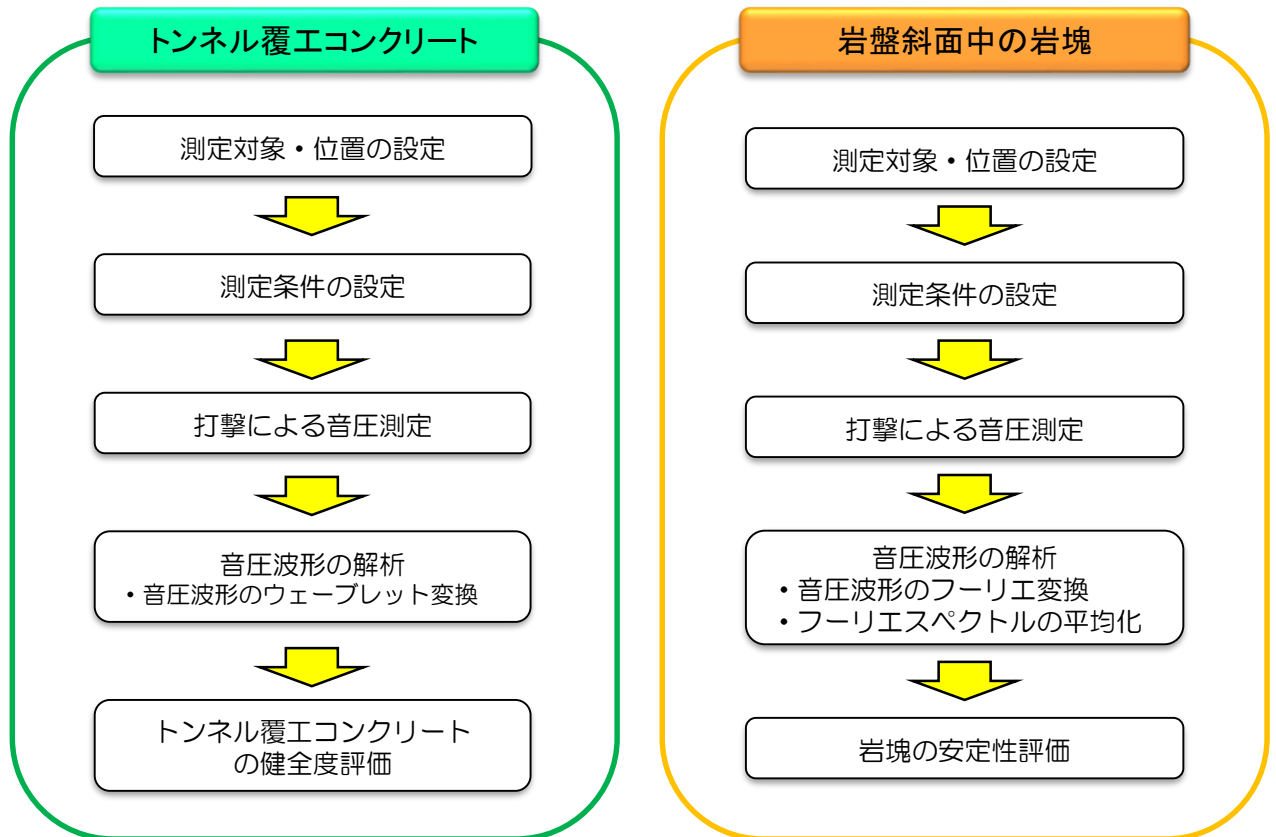 トンネル覆工コンクリート
測定対象・位置の設定
測定条件の設定
打撃による音圧測定
音圧波形の解析
・音圧波形のウェーブレット変換
トンネル覆工コンクリート
の健全度評価
岩盤斜面中の岩塊
測定対象・位置の設定
測定条件の設定
打撃による音圧測定
音圧波形の解析
・音圧波形のフーリエ変換
・フーリエスペクトルの平均化
岩塊の安定性評価